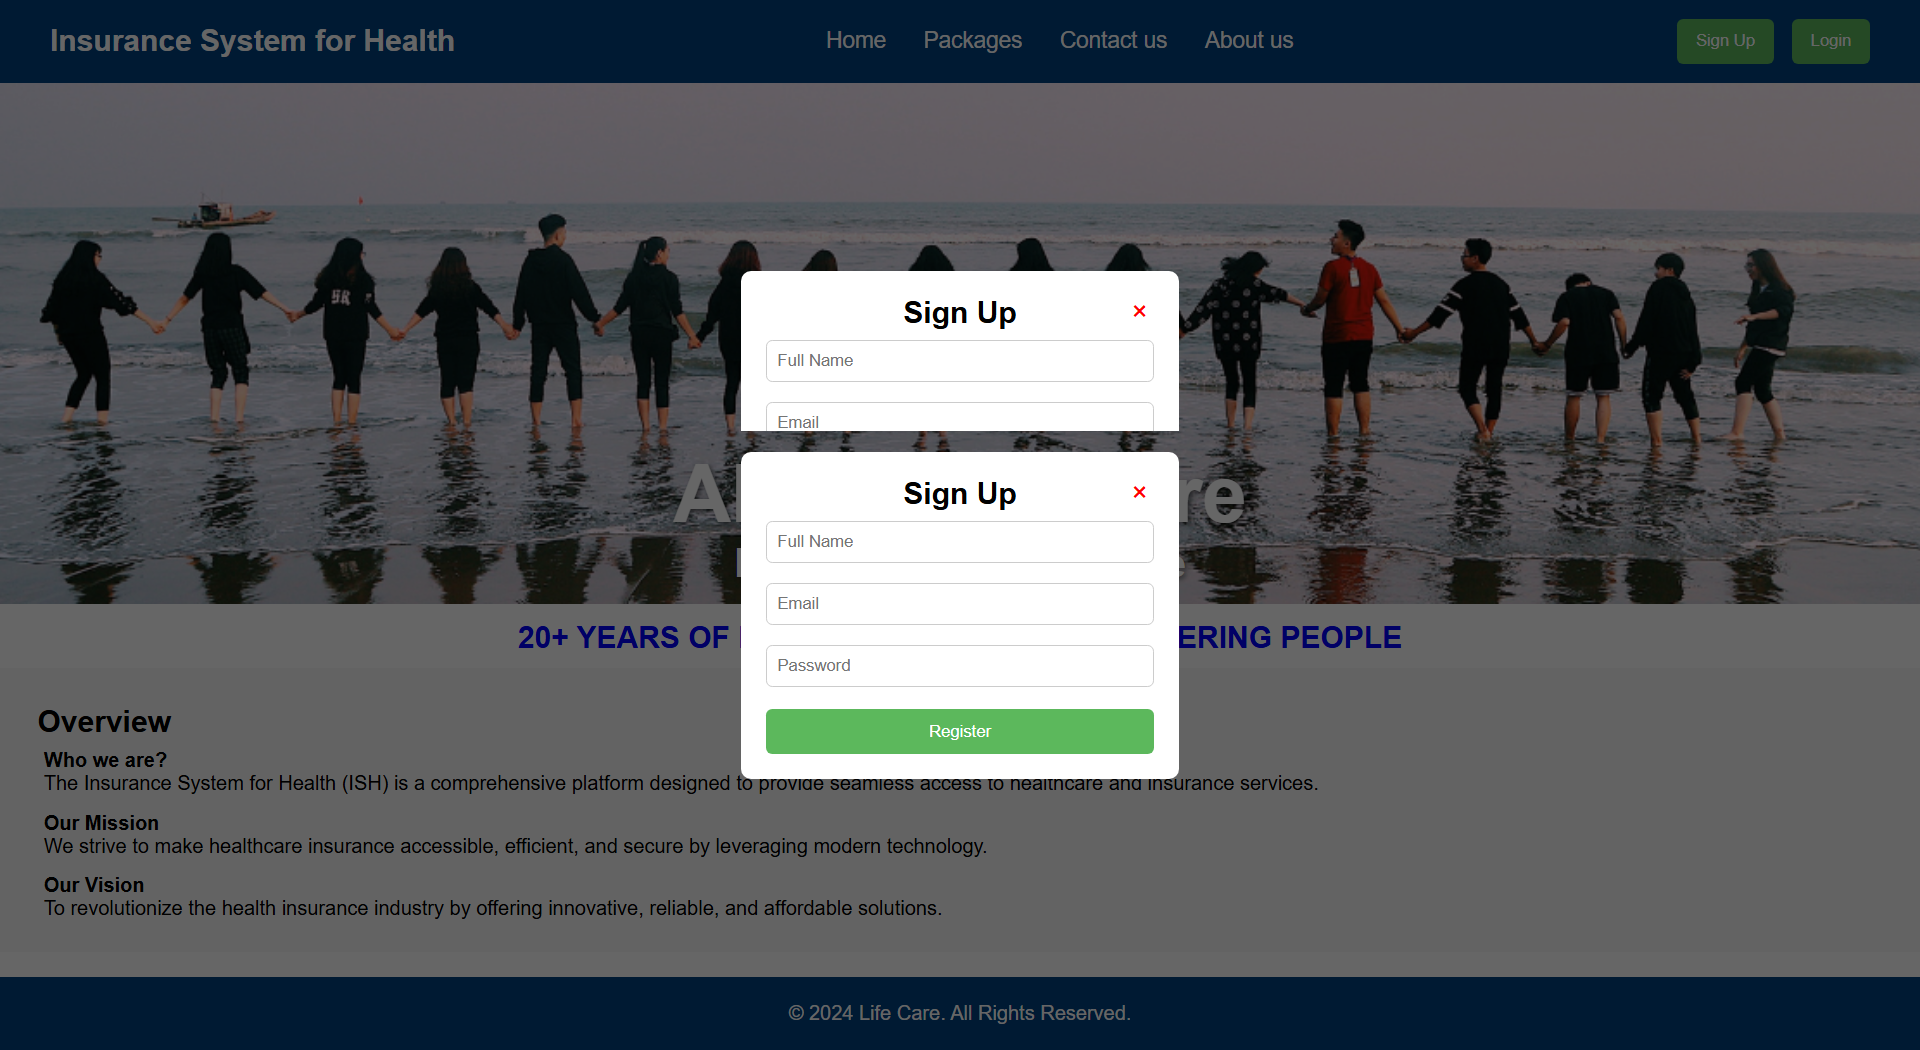 Insurance System for Health
Home Packages Contact us About us
Sign Up Login
Sign Up ×
Full Name
Email
Sign Up ×
Full Name
Email
Password
Register
20+ YEARS OF
PEOPLE
Overview
Who we are?
The Insurance System for Health (ISH) is a comprehensive platform designed to provide seamless access to healthcare and insurance services.
Our Mission
We strive to make healthcare insurance accessible, efficient, and secure by leveraging modern technology.
Our Vision
To revolutionize the health insurance industry by offering innovative, reliable, and affordable solutions.
© 2024 Life Care. All Rights Reserved.